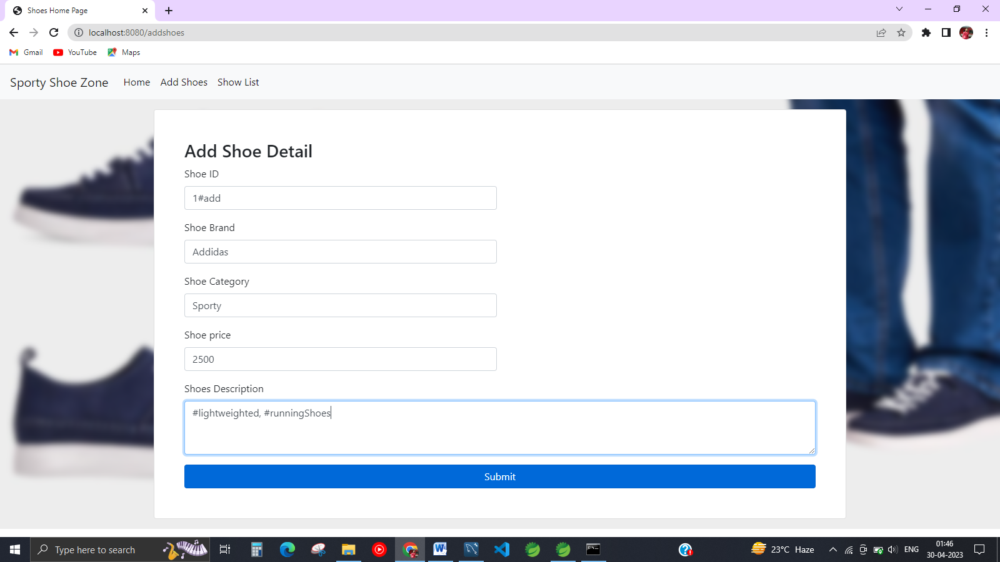 Shoes Home Page
localhost:8080/addshoes
Gmail YouTube Maps
Sporty Shoe Zone Home Add Shoes Show List
Add Shoe Detail
Shoe ID
1#add
Shoe Brand
Addidas
Shoe Category
Sporty
Shoe price
2500
Shoes Description
#lightweighted, #runningShoes
Submit
Type here to search
23°C Haze
ENG
01:46
30-04-2023